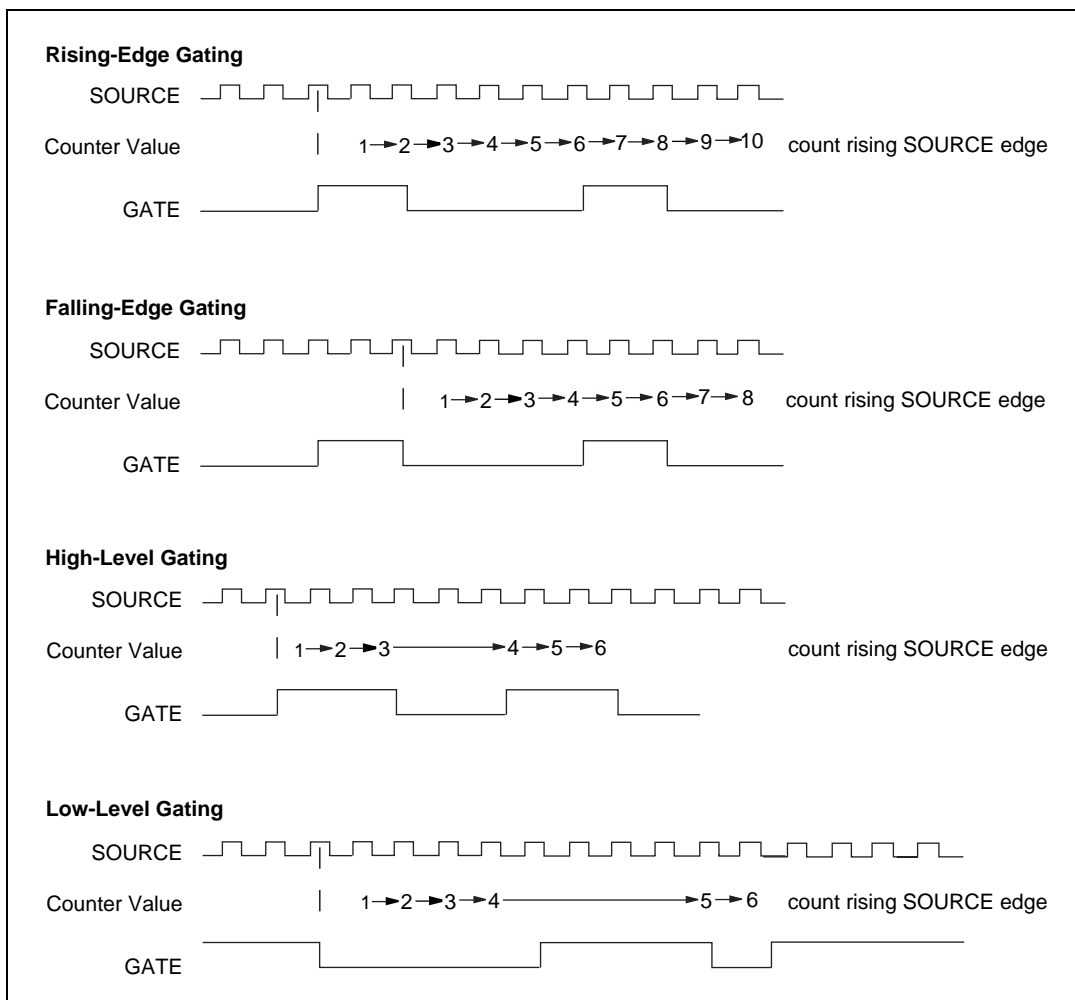 Rising-Edge Gating
SOURCE
Counter Value 1 2 3 4 5 6 7 8 9 10 count rising SOURCE edge
GATE
Falling-Edge Gating
SOURCE
Counter Value 1 2 3 4 5 6 7 8 count rising SOURCE edge
GATE
High-Level Gating
SOURCE
Counter Value 1 2 3 4 5 6 count rising SOURCE edge
GATE
Low-Level Gating
SOURCE
Counter Value 1 2 3 4 5 6 count rising SOURCE edge
GATE